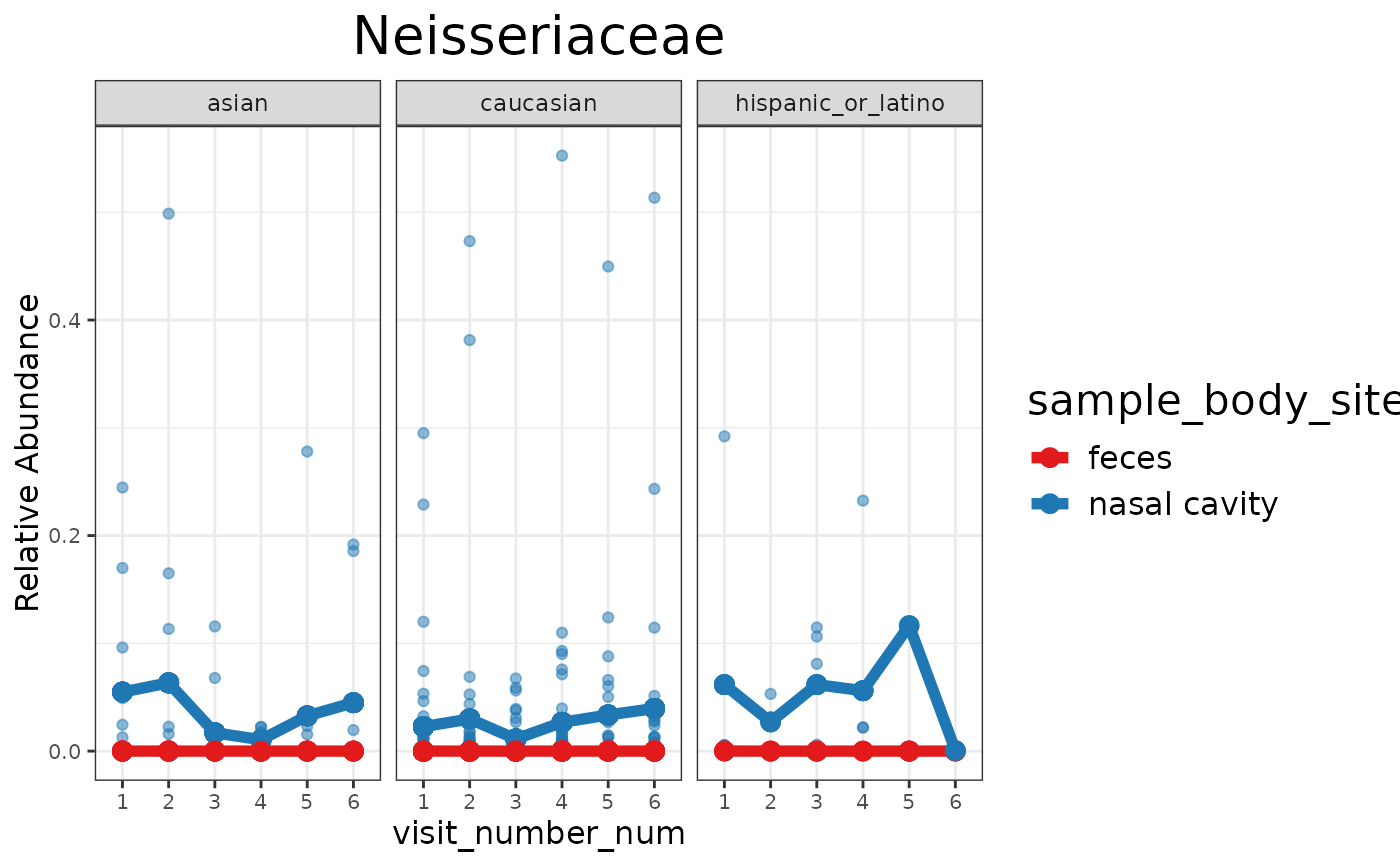 Neisseriaceae
asian caucasian hispanic_or_latino
Relative Abundance
0.4
0.2
0.0
1 2 3 4 5 6 1 2 3 4 5 6 1 2 3 4 5 6
visit_number_num
sample_body_site
feces
nasal cavity